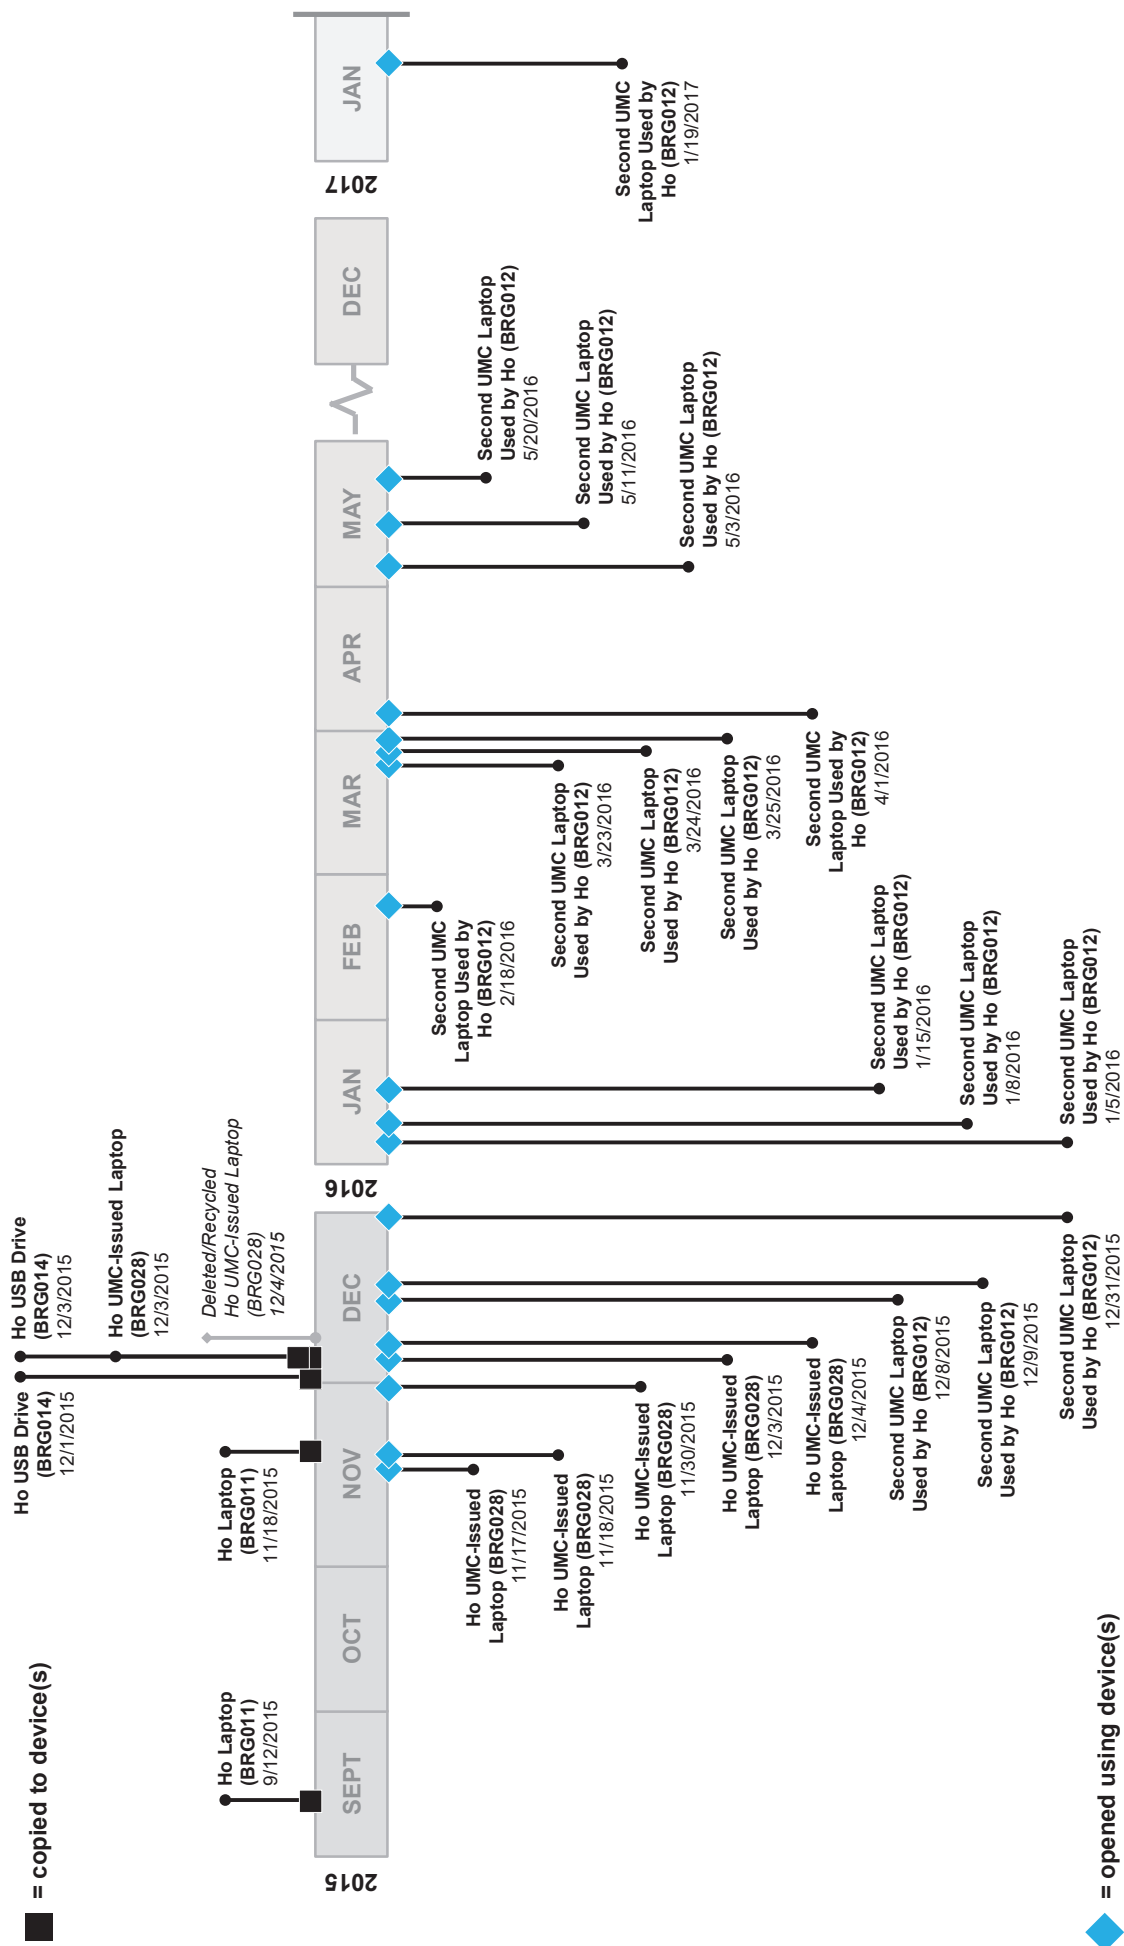 ■ = copied to device(s)
Ho Laptop
(BRG011)
9/12/2015
Ho Laptop
(BRG011)
11/18/2015
Ho USB Drive
(BRG014)
12/1/2015
Ho USB Drive
(BRG014)
12/3/2015
Ho UMC-Issued Laptop
(BRG028)
12/3/2015
Deleted/Recycled
Ho UMC-Issued Laptop
(BRG028)
12/4/2015
2015
SEPT
OCT
NOV
DEC
2016
JAN
FEB
MAR
APR
MAY
DEC
2017
JAN
Ho UMC-Issued
Laptop (BRG028)
11/17/2015
Ho UMC-Issued
Laptop (BRG028)
11/18/2015
Ho UMC-Issued
Laptop (BRG028)
11/30/2015
Ho UMC-Issued
Laptop (BRG028)
12/3/2015
Ho UMC-Issued
Laptop (BRG028)
12/4/2015
Second UMC Laptop
Used by Ho (BRG012)
12/8/2015
Second UMC Laptop
Used by Ho (BRG012)
12/9/2015
Second UMC Laptop
Used by Ho (BRG012)
12/31/2015
Second UMC Laptop
Used by Ho (BRG012)
1/5/2016
Second UMC Laptop
Used by Ho (BRG012)
1/8/2016
Second UMC Laptop
Used by Ho (BRG012)
1/15/2016
Second UMC
Laptop Used by
Ho (BRG012)
2/18/2016
Second UMC Laptop
Used by Ho (BRG012)
3/23/2016
Second UMC Laptop
Used by Ho (BRG012)
3/24/2016
Second UMC Laptop
Used by Ho (BRG012)
3/25/2016
Second UMC
Laptop Used by
Ho (BRG012)
4/1/2016
Second UMC Laptop
Used by Ho (BRG012)
5/3/2016
Second UMC Laptop
Used by Ho (BRG012)
5/11/2016
Second UMC Laptop
Used by Ho (BRG012)
5/20/2016
Second UMC
Laptop Used by
Ho (BRG012)
1/19/2017
◆ = opened using device(s)